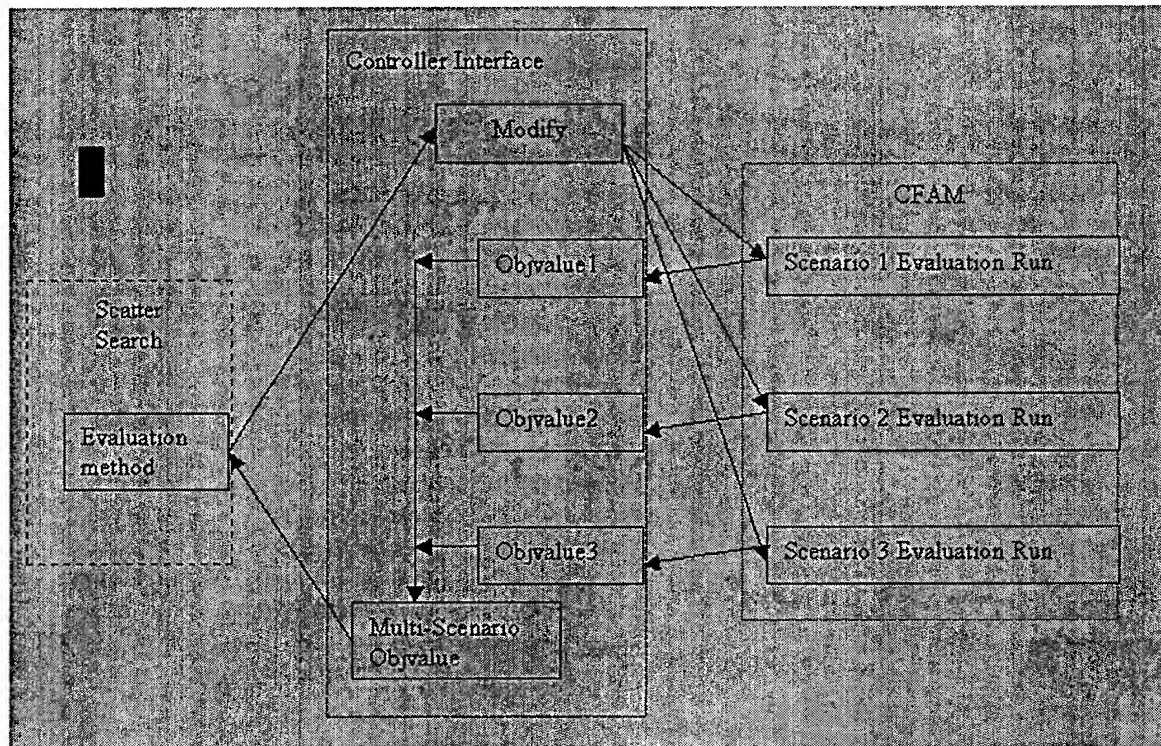 Controller Interface
Modify
CFAM
Objvalue1
Scenario 1 Evaluation Run
Scatter
Search
Objvalue2
Scenario 2 Evaluation Run
Evaluation
method
Objvalue3
Scenario 3 Evaluation Run
Multi-Scenario
Objvalue